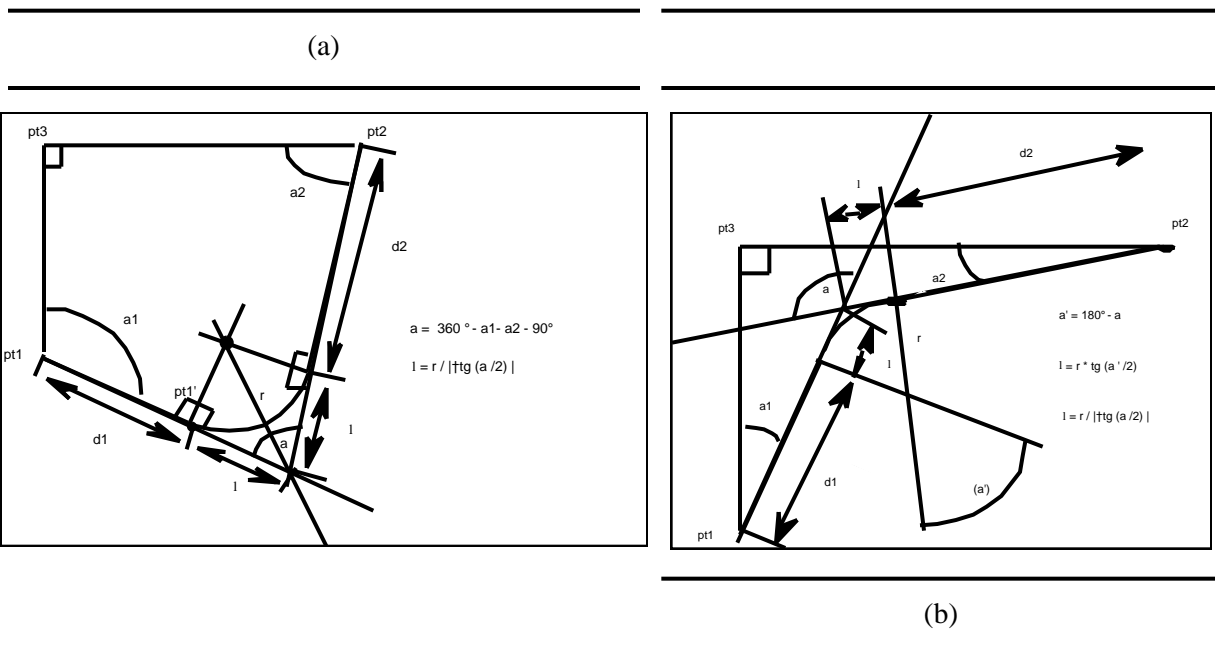 (a)
pt3
pt2
a2
d2
a1
a = 360 °- a1- a2 - 90°
pt1
l = r / |†tg (a /2) |
pt1'
r
d1
a
l
l
d2
l
pt3
pt2
a2
a
a' = 180° - a
r
l
l = r * tg (a ' /2)
a1
l = r / |†tg (a /2) |
d1
(a')
pt1
(b)